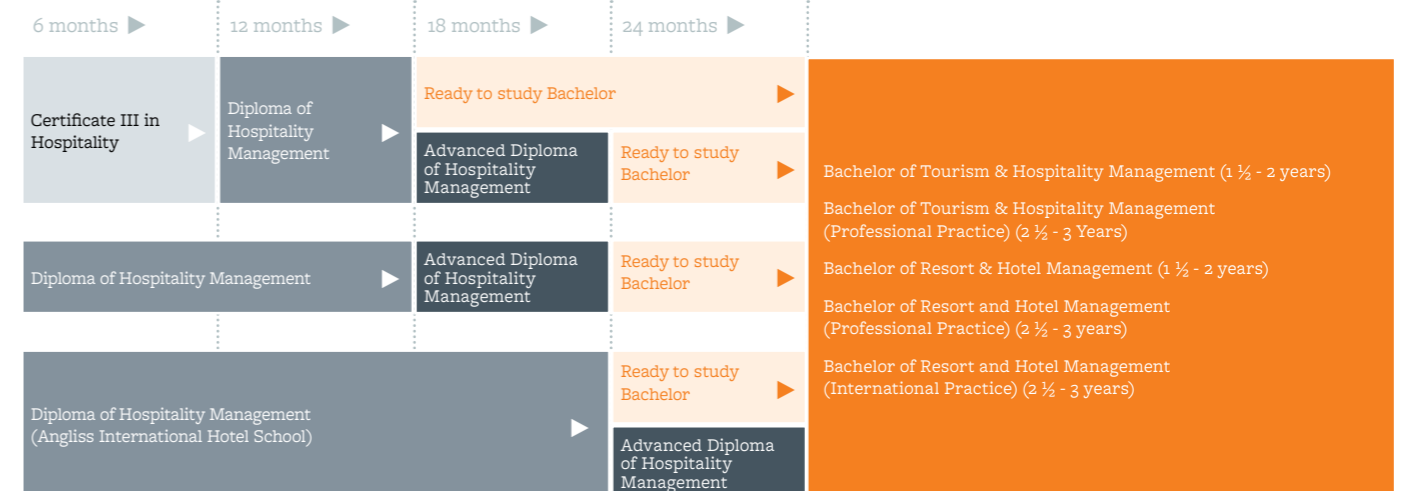 6 months
12 months
18 months
24 months
Certificate III in
Hospitality
Diploma of
Hospitality
Management
Ready to study Bachelor
Advanced Diploma
of Hospitality
Management
Ready to study
Bachelor
Diploma of Hospitality Management
Advanced Diploma
of Hospitality
Management
Ready to study
Bachelor
Diploma of Hospitality Management
(Angliss International Hotel School)
Ready to study
Bachelor
Advanced Diploma
of Hospitality
Management
Bachelor of Tourism & Hospitality Management (1 ½ - 2 years)
Bachelor of Tourism & Hospitality Management
(Professional Practice) (2 ½ - 3 Years)
Bachelor of Resort & Hotel Management (1 ½ - 2 years)
Bachelor of Resort and Hotel Management
(Professional Practice) (2 ½ - 3 years)
Bachelor of Resort and Hotel Management
(International Practice) (2 ½ - 3 years)